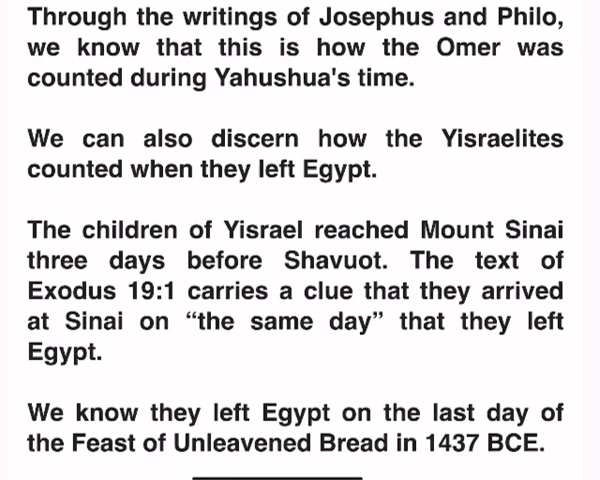 Through the writings of Josephus and Philo,
we know that this is how the Omer was
counted during Yahushua's time.
We can also discern how the Yisraelites
counted when they left Egypt.
The children of Yisrael reached Mount Sinai
three days before Shavuot. The text of
Exodus 19:1 carries a clue that they arrived
at Sinai on “the same day” that they left
Egypt.
We know they left Egypt on the last day of
the Feast of Unleavened Bread in 1437 BCE.